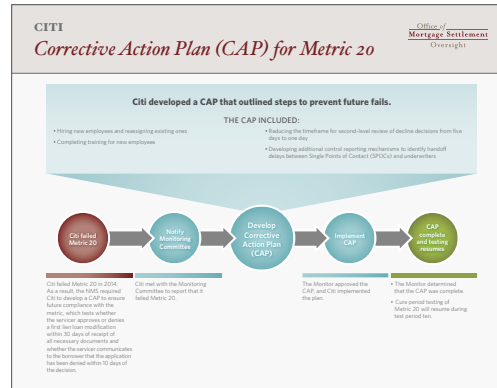 CITI
Corrective Action Plan (CAP) for Metric 20
Office of
Mortgage Settlement
Oversight
Citi developed a CAP that outlined steps to prevent future fails.
THE CAP INCLUDED:
• Hiring new employees and reassigning existing ones
• Completing training for new employees
• Reducing the timeframe for second-level review of decline decisions from five
days to one day
• Developing additional control reporting mechanisms to identify handoff
delays between Single Points of Contact (SPOCs) and underwriters
Citi failed
Metric 20
Notify
Monitoring
Committee
Develop
Corrective
Action Plan
(CAP)
Implement
CAP
CAP
complete
and testing
resumes
Citi failed Metric 20 in 2014.
As a result, the NMS required
Citi to develop a CAP to ensure
future compliance with the
metric, which tests whether
the servicer approves or denies
a first lien loan modification
within 30 days of receipt of
all necessary documents and
whether the servicer communicates
to the borrower that the application
has been denied within 10 days of
the decision.
Citi met with the Monitoring
Committee to report that it
failed Metric 20.
The Monitor approved the
CAP, and Citi implemented
the plan.
• The Monitor determined
that the CAP was complete.
• Cure period testing of
Metric 20 will resume during
test period ten.